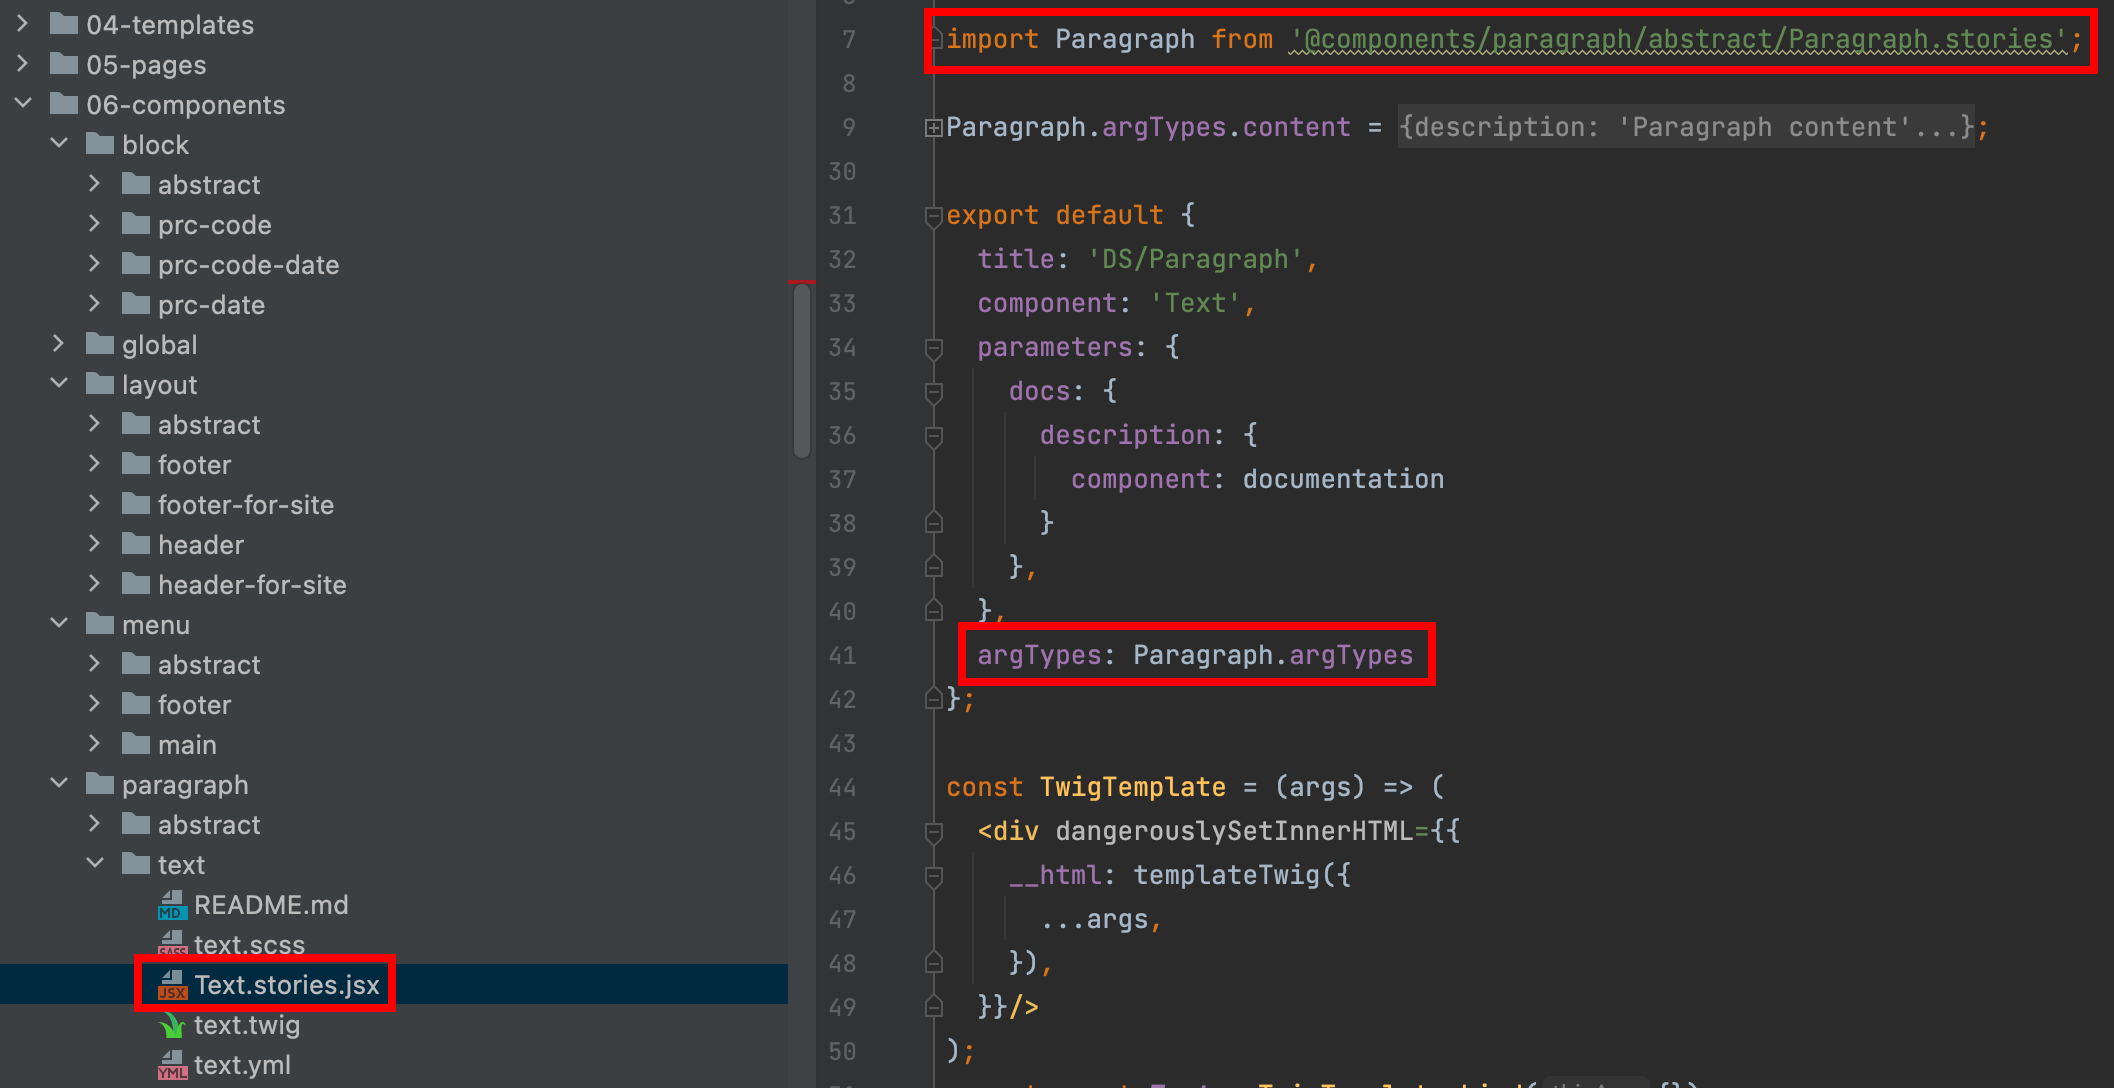 04-templates
05-pages
06-components
block
abstract
prc-code
prc-code-date
prc-date
global
layout
abstract
footer
footer-for-site
header
header-for-site
menu
abstract
footer
main
paragraph
abstract
text
MD README.md
SASS text.scss
JSX Text.stories.jsx
text.twig
YML text.yml
7 import Paragraph from '@components/paragraph/abstract/Paragraph.stories';
8
9 Paragraph.argTypes.content = {description: 'Paragraph content'...};
30
31 export default {
32 title: 'DS/Paragraph',
33 component: 'Text',
34 parameters: {
35 docs: {
36 description: {
37 component: documentation
38 }
39 },
40 },
41 argTypes: Paragraph.argTypes
42 };
43
44 const TwigTemplate = (args) => (
45 <div dangerouslySetInnerHTML={{
46 __html: templateTwig({
47 ...args,
48 }),
49 }}/>
50 );